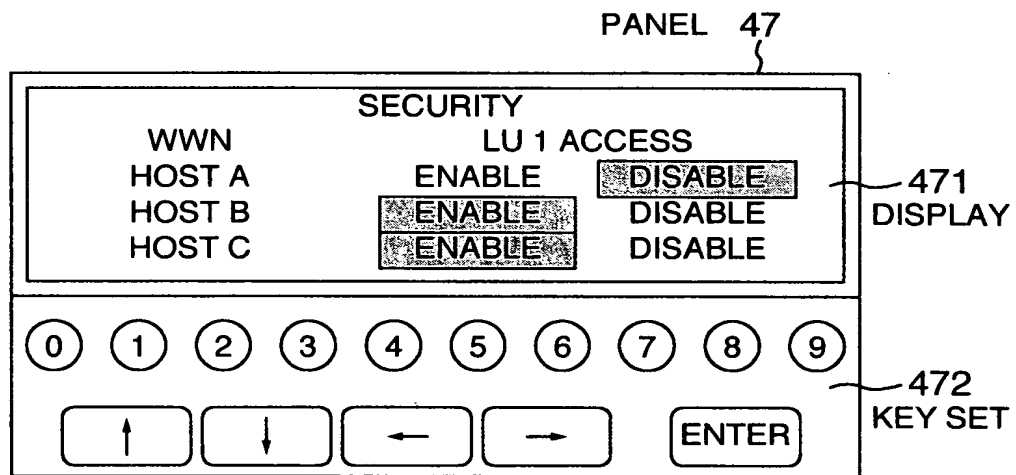 PANEL 47
SECURITY
WWN LU 1 ACCESS
HOST A ENABLE DISABLE
HOST B ENABLE DISABLE
HOST C ENABLE DISABLE
471
DISPLAY
0 1 2 3 4 5 6 7 8 9
472
KEY SET
↑ ↓ ← → ENTER